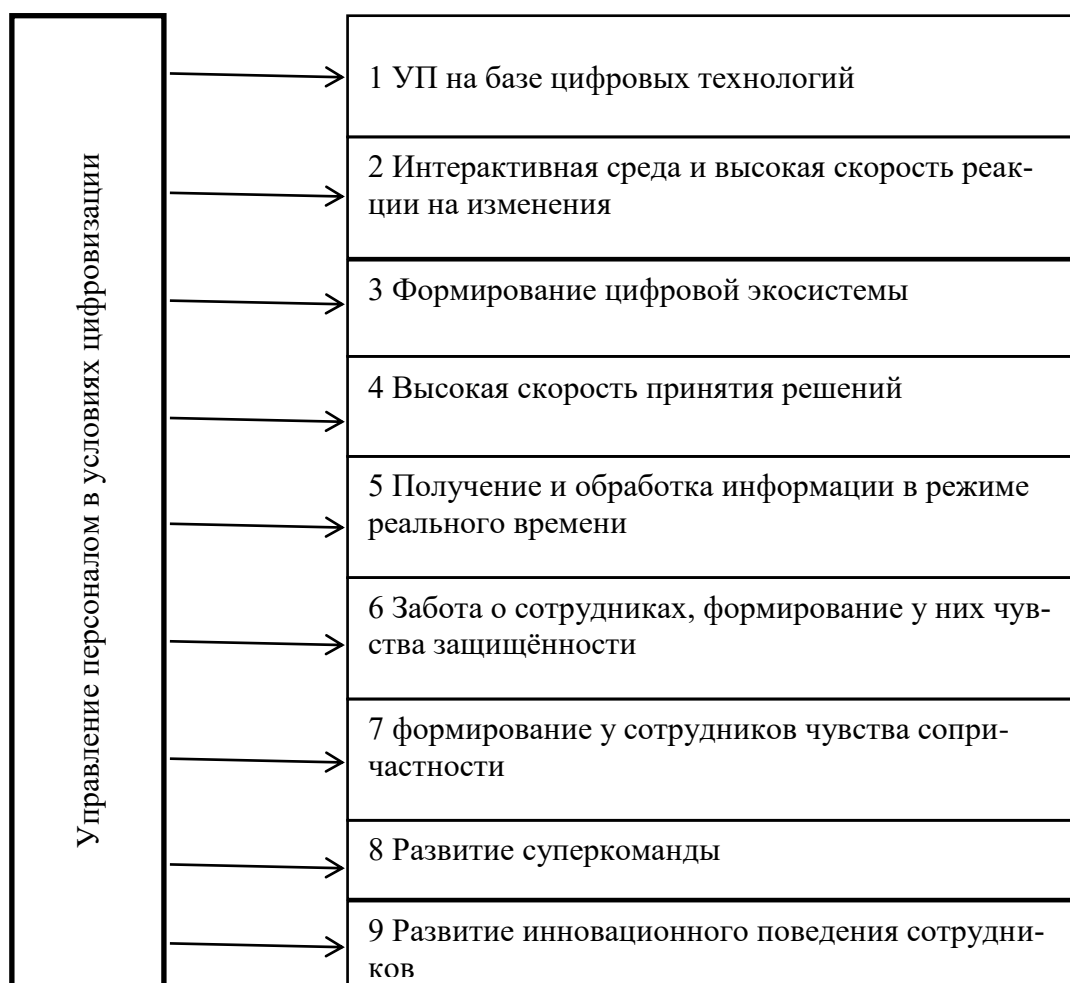 Управление персоналом в условиях цифровизации
1 УП на базе цифровых технологий
2 Интерактивная среда и высокая скорость реак-
ции на изменения
3 Формирование цифровой экосистемы
4 Высокая скорость принятия решений
5 Получение и обработка информации в режиме
реального времени
6 Забота о сотрудниках, формирование у них чув-
ства защищённости
7 формирование у сотрудников чувства сопри-
частности
8 Развитие суперкоманды
9 Развитие инновационного поведения сотрудни-
ков